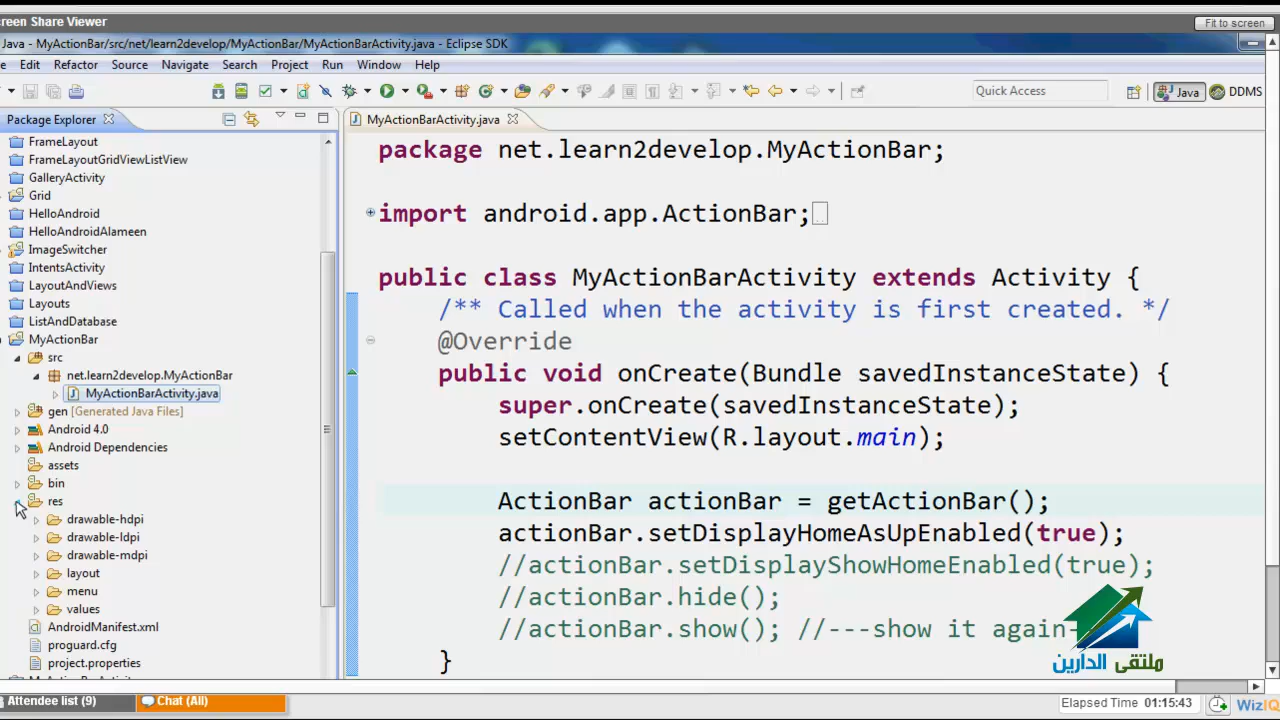 reen Share Viewer
Fit to screen
Java - MyActionBar/src/net/learn2develop/MyActionBar/MyActionBarActivity.java - Eclipse SDK
e Edit Refactor Source Navigate Search Project Run Window Help
Quick Access
Java
DDMS
Package Explorer
FrameLayout
FrameLayoutGridViewListView
GalleryActivity
Grid
HelloAndroid
HelloAndroidAlameen
ImageSwitcher
IntentsActivity
LayoutAndViews
Layouts
ListAndDatabase
MyActionBar
src
net.learn2develop.MyActionBar
MyActionBarActivity.java
gen [Generated Java Files]
Android 4.0
Android Dependencies
assets
bin
res
drawable-hdpi
drawable-ldpi
drawable-mdpi
layout
menu
values
AndroidManifest.xml
proguard.cfg
project.properties
MyActionBarActivity.java
package net.learn2develop.MyActionBar;
import android.app.ActionBar;
public class MyActionBarActivity extends Activity {
/** Called when the activity is first created. */
@Override
public void onCreate(Bundle savedInstanceState) {
super.onCreate(savedInstanceState);
setContentView(R.layout.main);
ActionBar actionBar = getActionBar();
actionBar.setDisplayHomeAsUpEnabled(true);
//actionBar.setDisplayShowHomeEnabled(true);
//actionBar.hide();
//actionBar.show(); //---show it again-
}
ملتقى الدارين
Attendee list (9)
Chat (All)
Elapsed Time 01:15:43
WizIQ